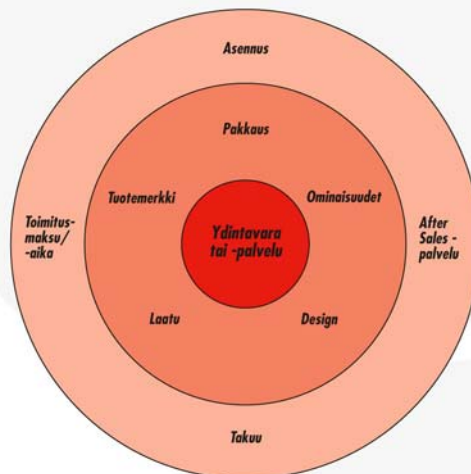 Asennus
Pakkaus
Tuotemerkki
Ominaisuudet
Toimitus-
maksu/
-aika
Ydintavara
tai -palvelu
After
Sales -
palvelu
Laatu
Design
Takuu